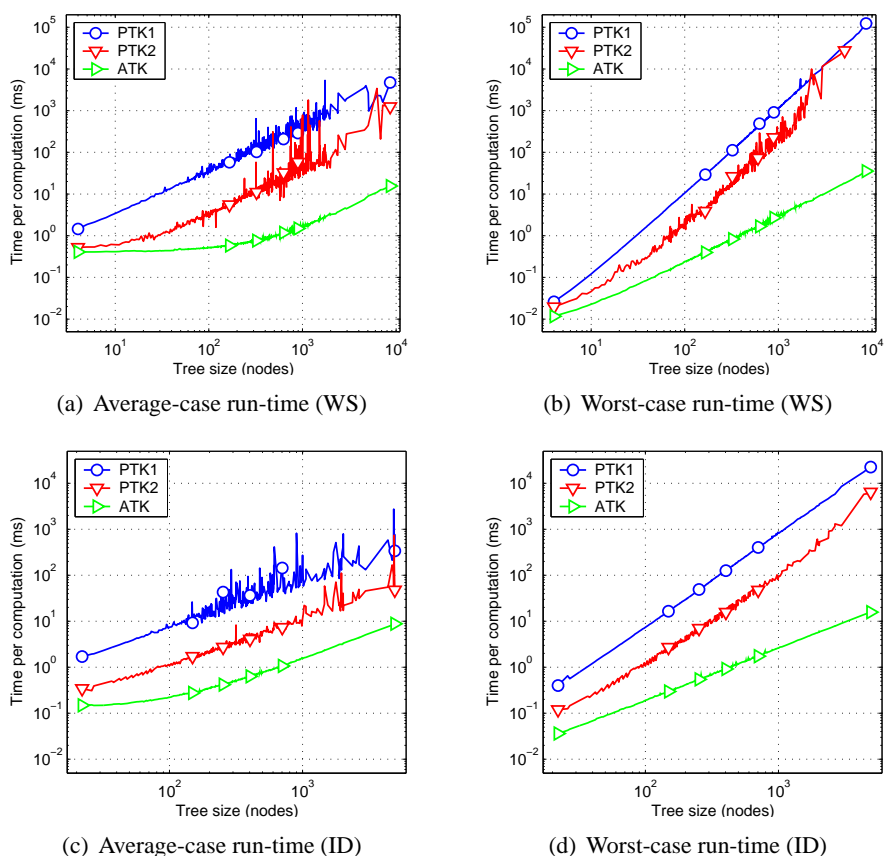 PTK1
PTK2
ATK
Time per computation (ms)
10^5
10^4
10^3
10^2
10^1
10^0
10^-1
10^-2
10^1 10^2 10^3 10^4
Tree size (nodes)
(a) Average-case run-time (WS)
PTK1
PTK2
ATK
Time per computation (ms)
10^5
10^4
10^3
10^2
10^1
10^0
10^-1
10^-2
10^1 10^2 10^3 10^4
Tree size (nodes)
(b) Worst-case run-time (WS)
PTK1
PTK2
ATK
Time per computation (ms)
10^4
10^3
10^2
10^1
10^0
10^-1
10^-2
10^2 10^3
Tree size (nodes)
(c) Average-case run-time (ID)
PTK1
PTK2
ATK
Time per computation (ms)
10^4
10^3
10^2
10^1
10^0
10^-1
10^-2
10^2 10^3
Tree size (nodes)
(d) Worst-case run-time (ID)